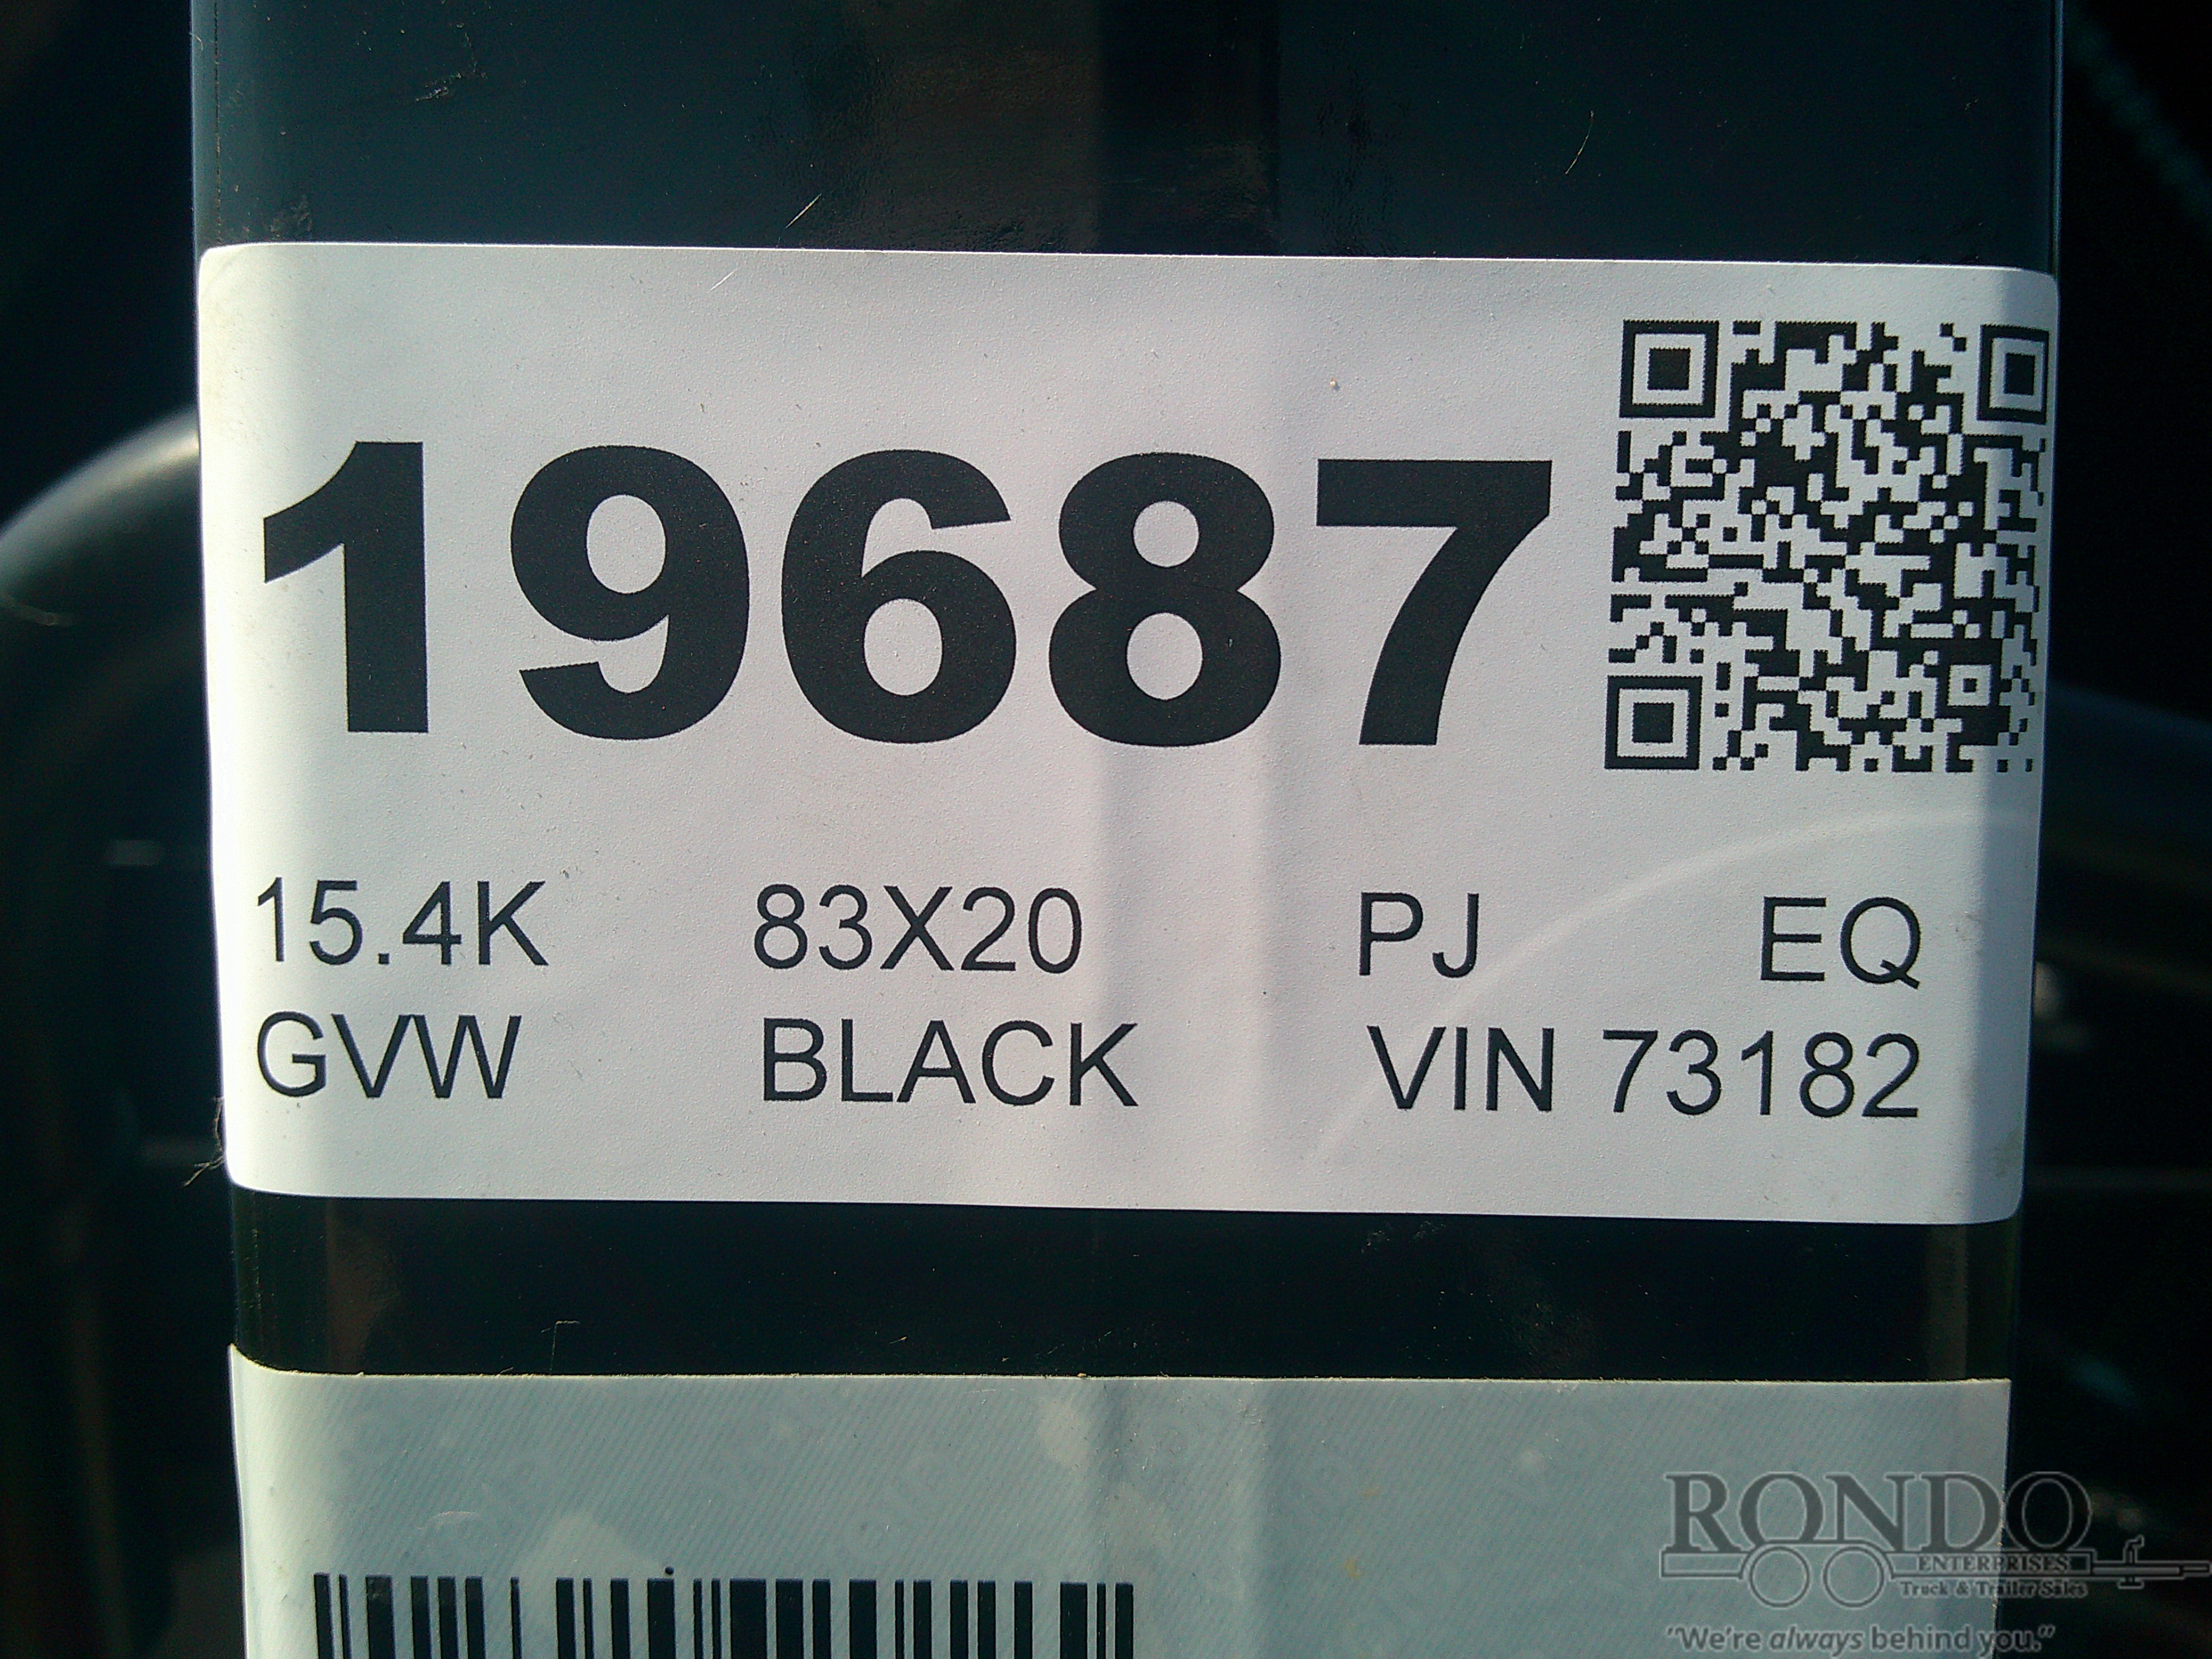 19687
15.4K 83X20 PJ EQ
GVW BLACK VIN 73182
RONDO
ENTERPRISES
Truck & Trailer Sales
"We're always behind you."